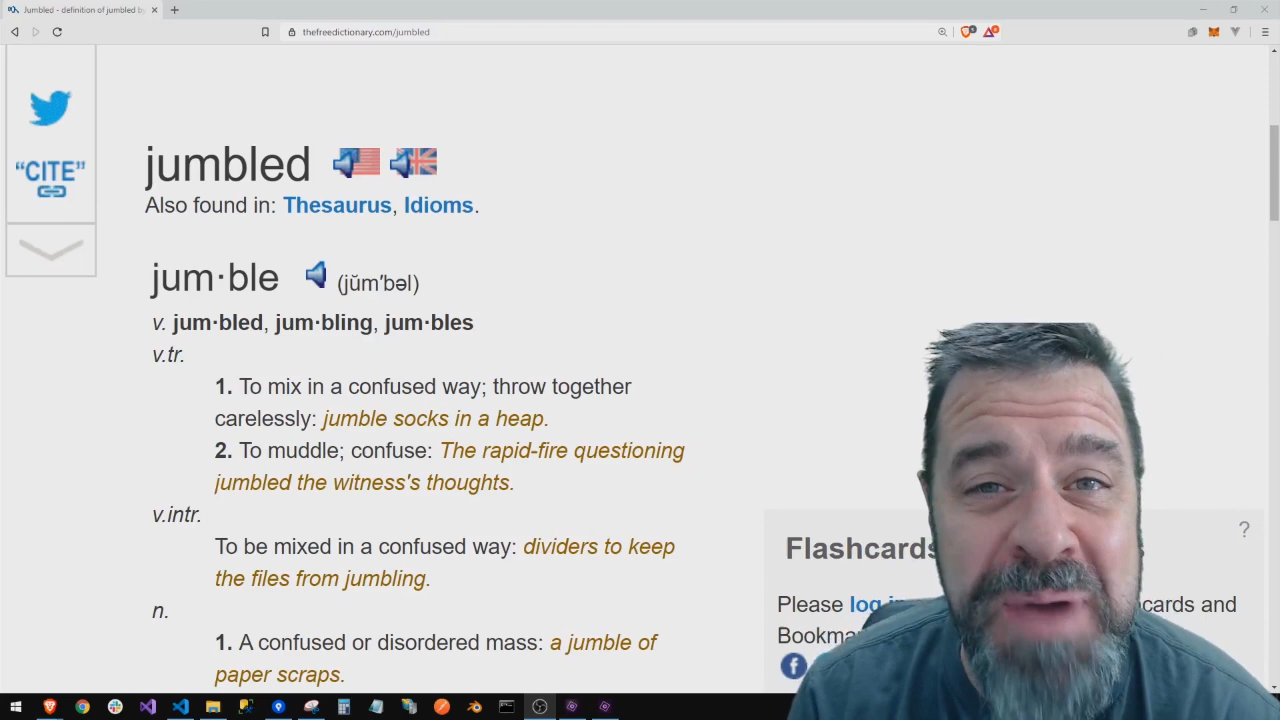 Jumbled - definition of jumbled by
thefreedictionary.com/jumbled
"CITE"
jumbled
Also found in: Thesaurus, Idioms.
jum·ble (jŭm′bəl)
v. jum·bled, jum·bling, jum·bles
v.tr.
1. To mix in a confused way; throw together
carelessly: jumble socks in a heap.
2. To muddle; confuse: The rapid-fire questioning
jumbled the witness's thoughts.
v.intr.
To be mixed in a confused way: dividers to keep
the files from jumbling.
n.
1. A confused or disordered mass: a jumble of
paper scraps.
?
Flashcards
Please log in cards and